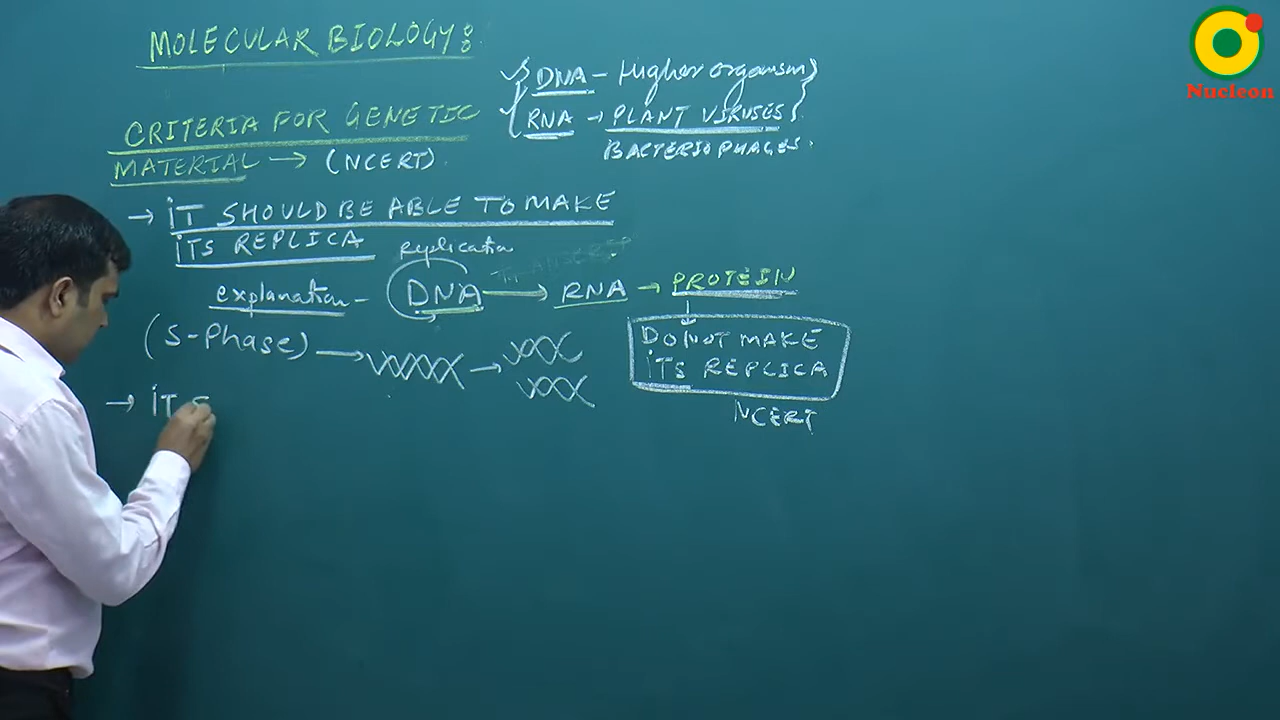 MOLECULAR BIOLOGY:
DNA - Higher organism
RNA → PLANT VIRUSES
BACTERIOPHAGES.
CRITERIA FOR GENETIC
MATERIAL → (NCERT).
→ IT SHOULD BE ABLE TO MAKE
ITS REPLICA
replication
explanation - DNA → RNA → PROTEIN
(S-Phase) → →
DO NOT MAKE
ITS REPLICA
NCERT
→ IT S
Nucleon